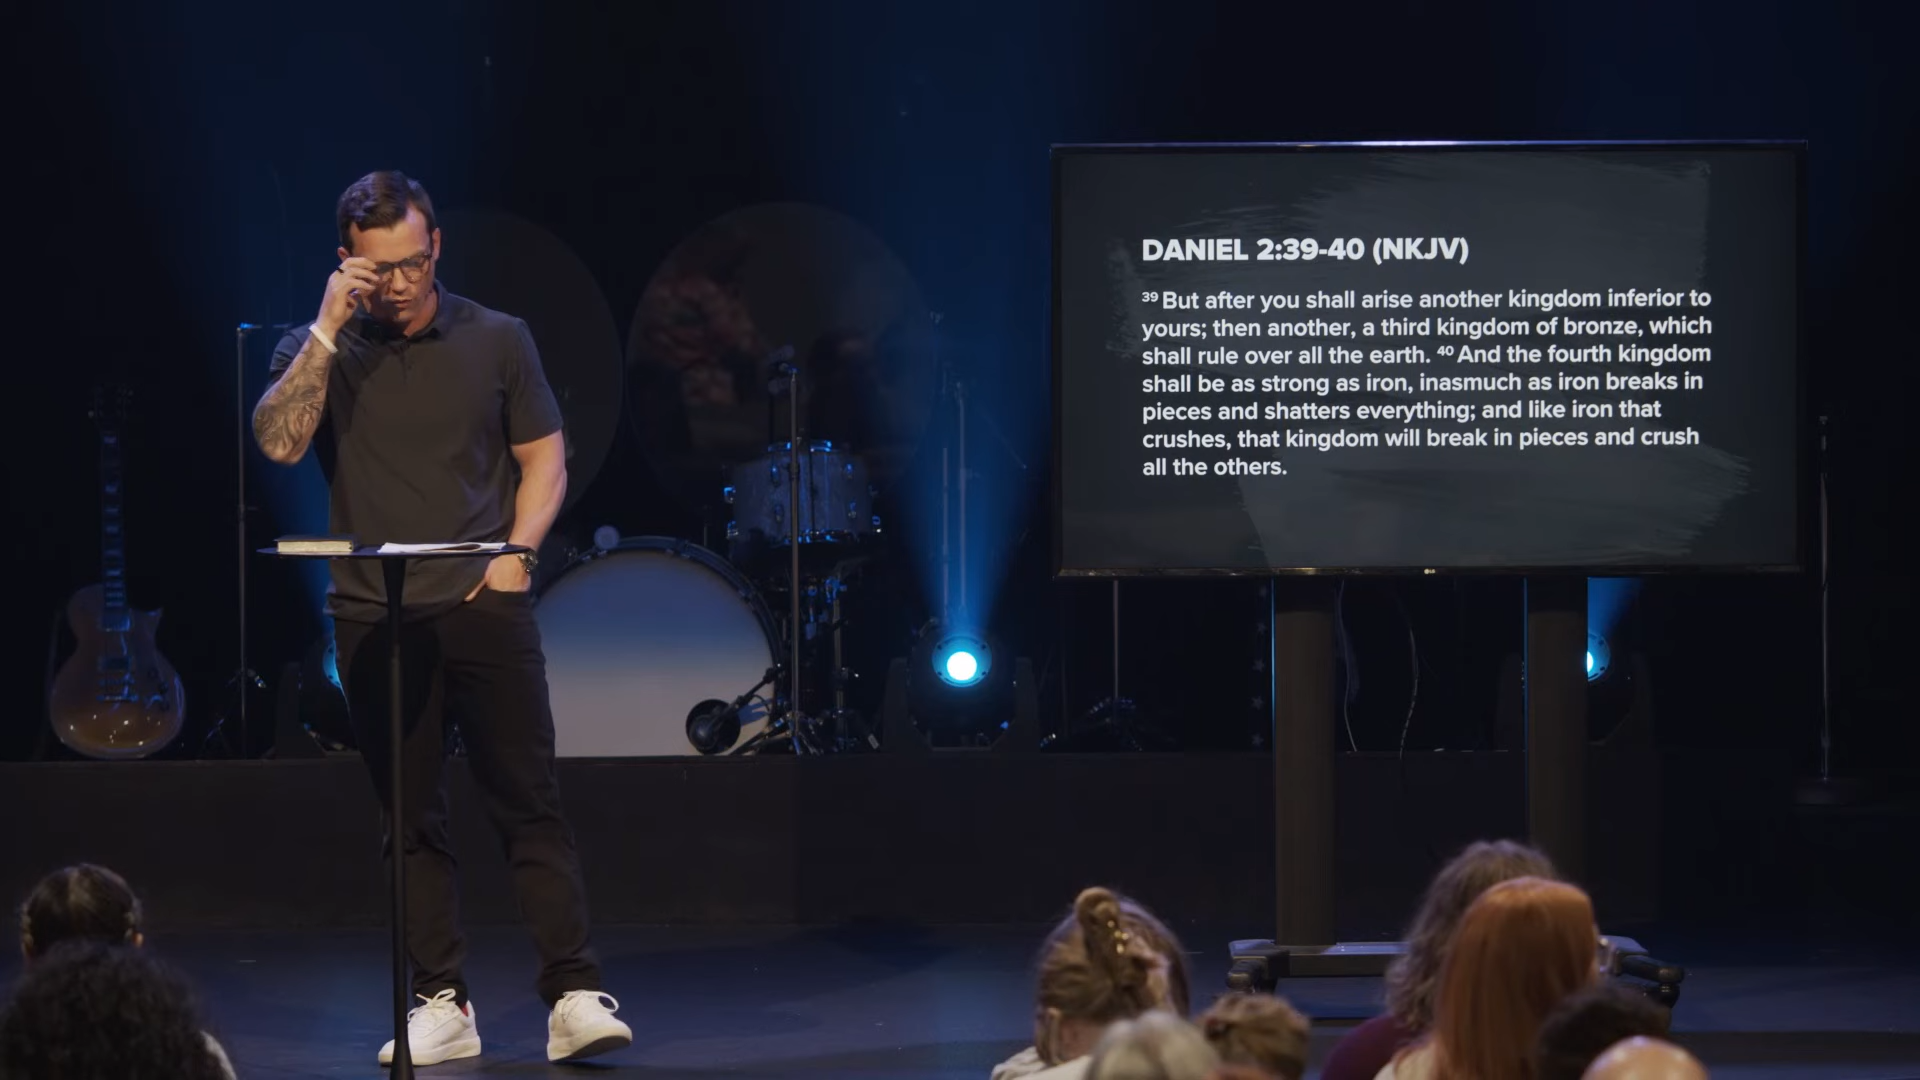 DANIEL 2:39-40 (NKJV)
39 But after you shall arise another kingdom inferior to
yours; then another, a third kingdom of bronze, which
shall rule over all the earth. 40 And the fourth kingdom
shall be as strong as iron, inasmuch as iron breaks in
pieces and shatters everything; and like iron that
crushes, that kingdom will break in pieces and crush
all the others.
LG